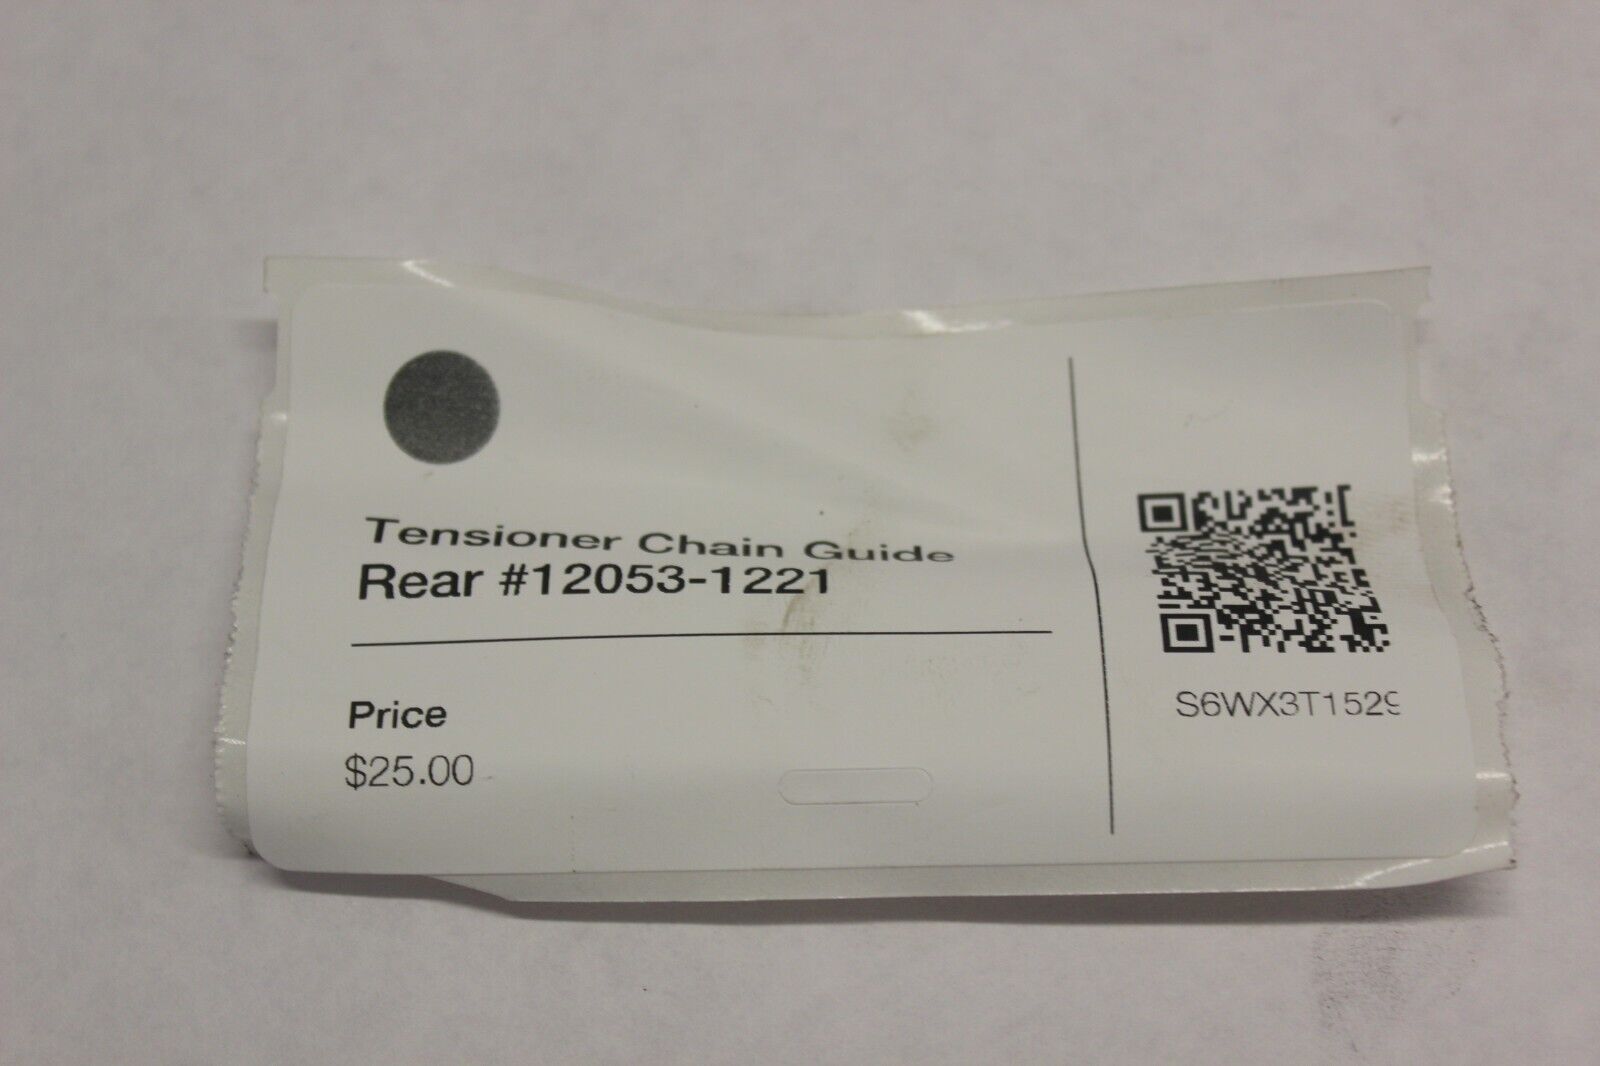 Tensioner Chain Guide
Rear #12053-1221
Price
$25.00
S6WX3T1529